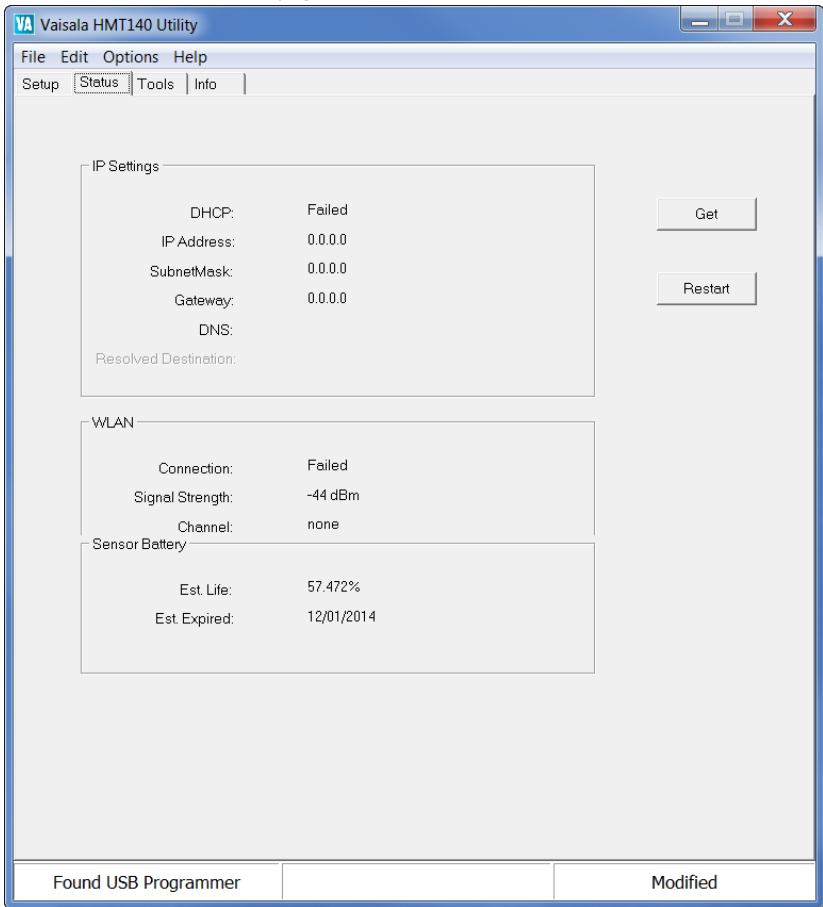 VA Vaisala HMT140 Utility
File Edit Options Help
Setup Status Tools Info
IP Settings
DHCP: Failed
IP Address: 0.0.0.0
SubnetMask: 0.0.0.0
Gateway: 0.0.0.0
DNS:
Resolved Destination:
Get
Restart
WLAN
Connection: Failed
Signal Strength: -44 dBm
Channel: none
Sensor Battery
Est. Life: 57.472%
Est. Expired: 12/01/2014
Found USB Programmer Modified